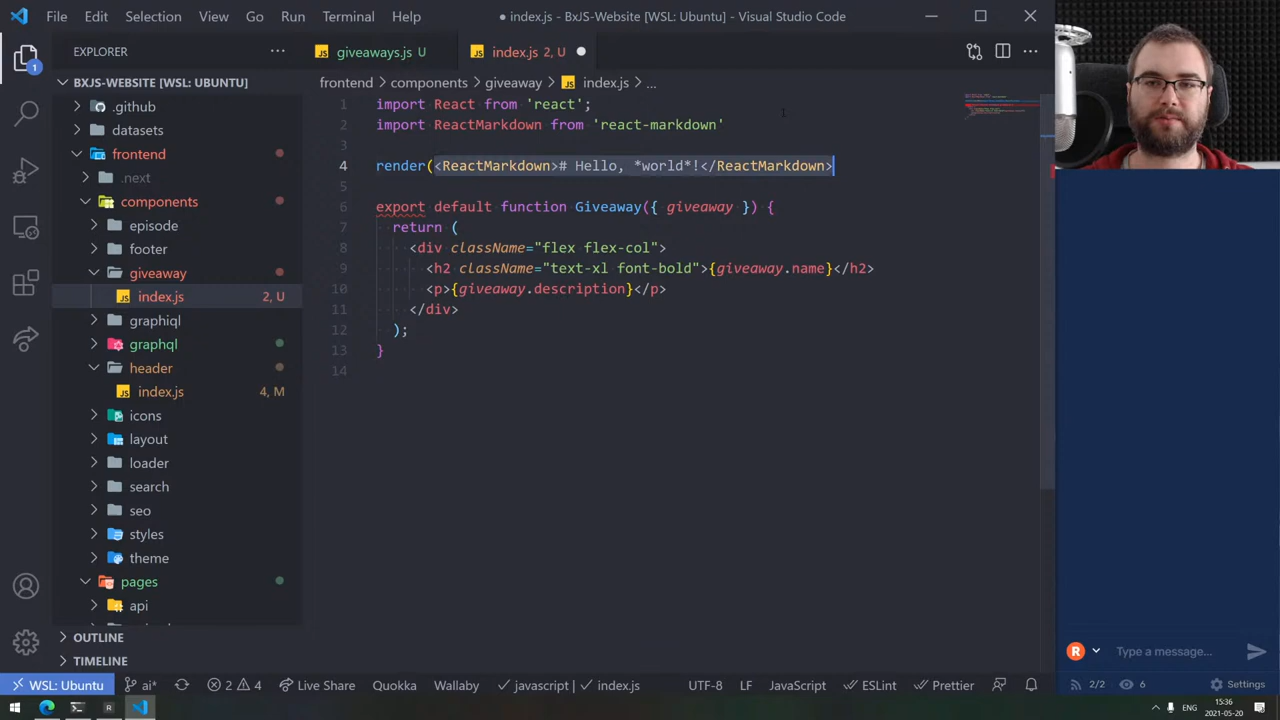 File Edit Selection View Go Run Terminal Help
● index.js - BxJS-Website [WSL: Ubuntu] - Visual Studio Code
EXPLORER
giveaways.js U
index.js 2, U
BXJS-WEBSITE [WSL: UBUNTU]
frontend > components > giveaway > index.js > ...
.github
datasets
frontend
.next
components
episode
footer
giveaway
index.js 2, U
graphiql
graphql
header
index.js 4, M
icons
layout
loader
search
seo
styles
theme
pages
api
OUTLINE
TIMELINE
1 import React from 'react';
2 import ReactMarkdown from 'react-markdown'
3
4 render(<ReactMarkdown># Hello, *world*!</ReactMarkdown>
5
6 export default function Giveaway({ giveaway }) {
7 return (
8 <div className="flex flex-col">
9 <h2 className="text-xl font-bold">{giveaway.name}</h2>
10 <p>{giveaway.description}</p>
11 </div>
12 );
13 }
14
1
R
Type a message...
2/2 6 Settings
WSL: Ubuntu ai* 2 4 Live Share Quokka Wallaby javascript | index.js UTF-8 LF JavaScript ESLint Prettier
ENG
15:36
2021-05-20